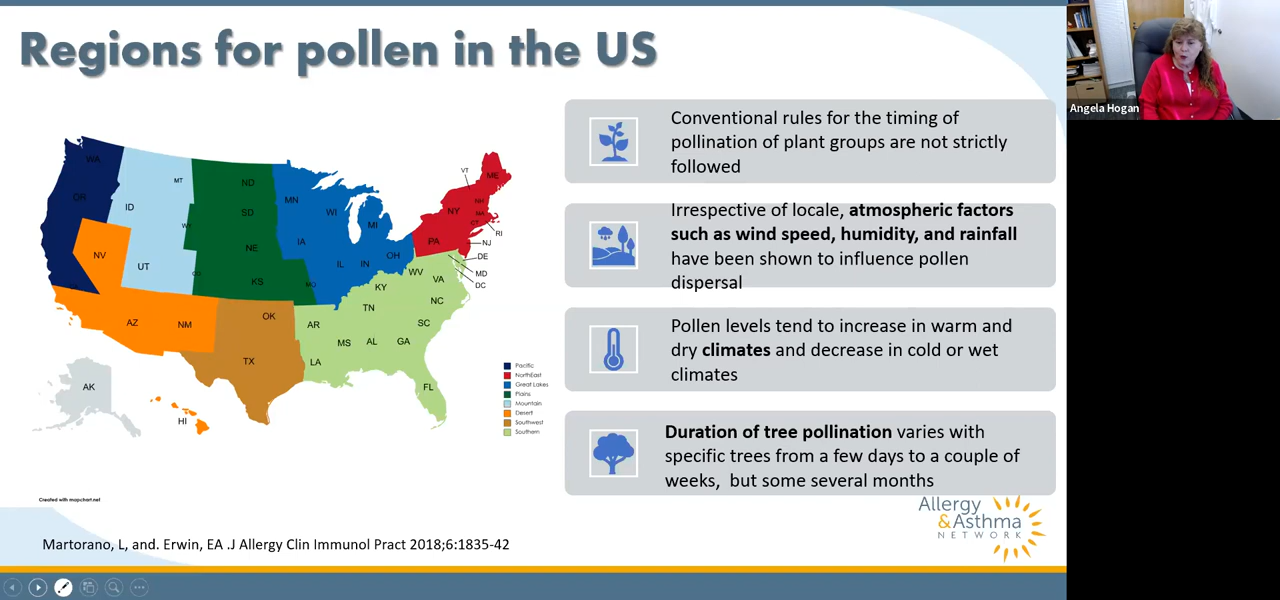 Regions for pollen in the US
Angela Hogan
WA
OR
ID
MT
WY
NV
UT
CO
AZ
NM
ND
SD
NE
KS
MO
OK
TX
MN
WI
MI
IA
IL
IN
OH
KY
WV
VA
TN
NC
SC
AR
LA
MS
AL
GA
FL
VT
ME
NH
NY
MA
CT
RI
PA
NJ
DE
MD
DC
AK
HI
Pacific
NorthEast
Great Lakes
Plains
Mountain
Desert
Southwest
Southern
Created with mapchart.net
Conventional rules for the timing of
pollination of plant groups are not strictly
followed
Irrespective of locale, atmospheric factors
such as wind speed, humidity, and rainfall
have been shown to influence pollen
dispersal
Pollen levels tend to increase in warm and
dry climates and decrease in cold or wet
climates
Duration of tree pollination varies with
specific trees from a few days to a couple of
weeks,  but some several months
Allergy
&Asthma
NETWORK
Martorano, L, and. Erwin, EA .J Allergy Clin Immunol Pract 2018;6:1835-42